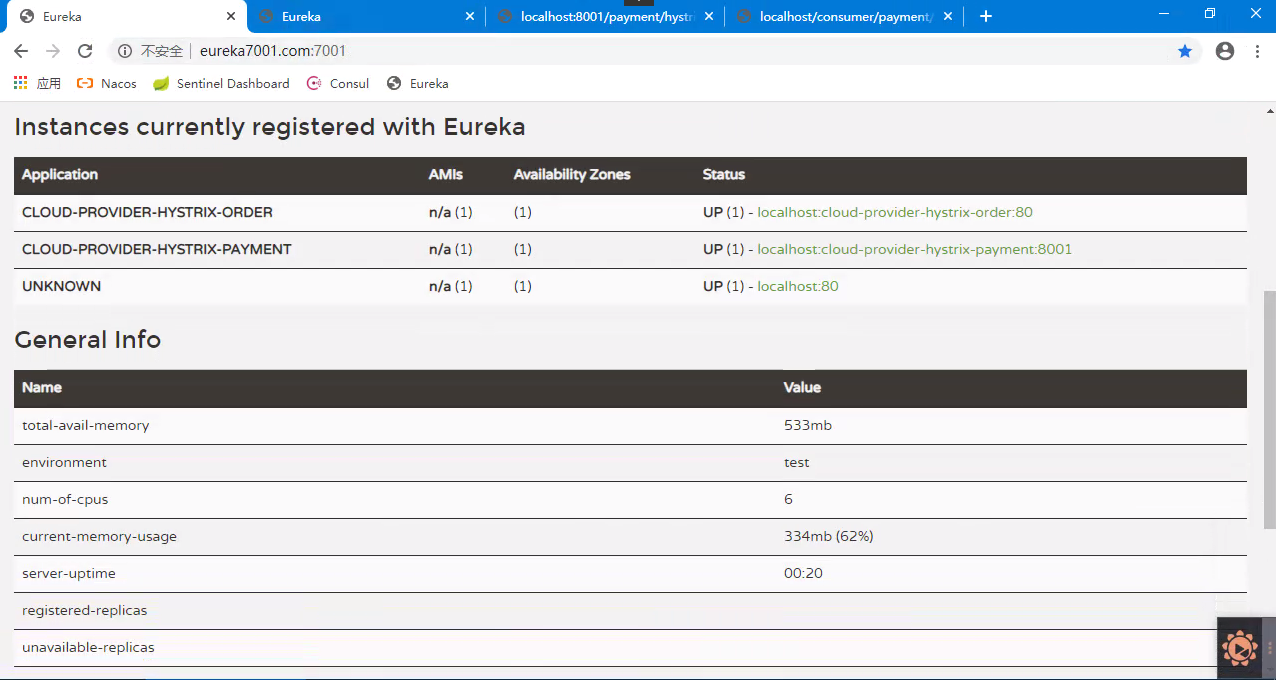 Eureka
Eureka
localhost:8001/payment/hystr
localhost/consumer/payment/
不安全 eureka7001.com:7001
应用 Nacos Sentinel Dashboard Consul Eureka
Instances currently registered with Eureka
Application AMIs Availability Zones Status
CLOUD-PROVIDER-HYSTRIX-ORDER n/a (1) (1) UP (1) - localhost:cloud-provider-hystrix-order:80
CLOUD-PROVIDER-HYSTRIX-PAYMENT n/a (1) (1) UP (1) - localhost:cloud-provider-hystrix-payment:8001
UNKNOWN n/a (1) (1) UP (1) - localhost:80
General Info
Name Value
total-avail-memory 533mb
environment test
num-of-cpus 6
current-memory-usage 334mb (62%)
server-uptime 00:20
registered-replicas
unavailable-replicas